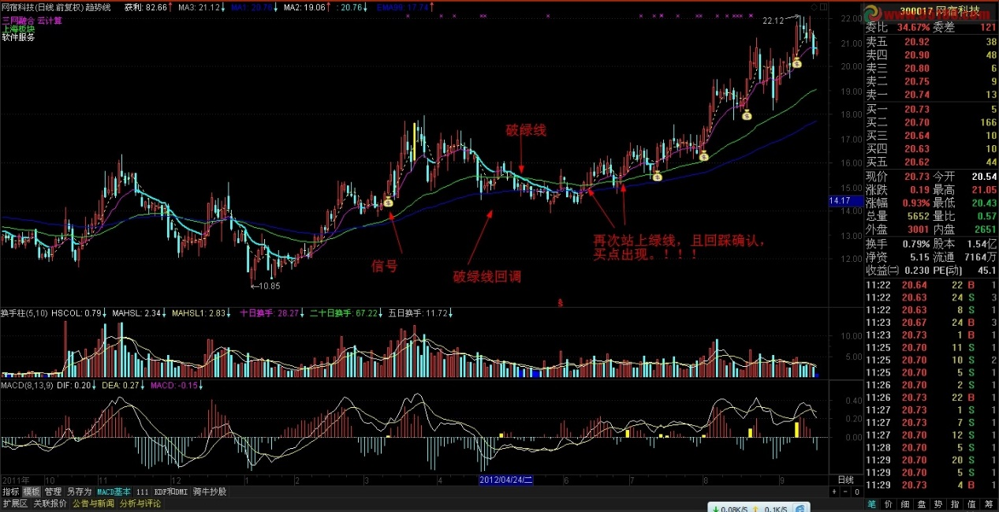 网宿科技(日线 前复权) 趋势线 获利: 82.66↑ MA3: 21.12↓ MA1: 20.76↓ MA2: 19.06↑ : 20.76↓ EMA99: 17.74↑
三网融合 云计算
上海板块
软件服务
22.12
破绿线
信号
破绿线回调
再次站上绿线，且回踩确认，
买点出现。！！！
←10.85
22.00
21.00
20.00
19.00
18.00
17.00
16.00
15.00
14.17
14.00
13.00
12.00
换手柱(5,10) HSCOL: 0.79↓ MAHSL: 2.34↓ MAHSL1: 2.83↓ 十日换手: 28.27↓ 二十日换手: 67.22↓ 五日换手: 11.72↓
10.00
5.00
MACD(8,13,9) DIF: 0.20↓ DEA: 0.27↓ MACD: -0.15↓
0.40
0.20
0.00
2011年 10 11 12 1 2 3 4 2012/04/24/二 6 7 8 9 日线
指标 模板 管理 另存为 MACD基本 111 KDF和DMI 骑牛抄股 + - 0
扩展区 关联报价 公告与新闻 分析与评论
0.08K/S 0.1K/S
300017 网宿科技
委比 34.67% 委差 121
卖五 20.92 38
卖四 20.90 48
卖三 20.80 6
卖二 20.75 9
卖一 20.74 13
买一 20.73 5
买二 20.70 166
买三 20.64 10
买四 20.63 10
买五 20.62 44
现价 20.73 今开 20.54
涨跌 0.19 最高 21.05
涨幅 0.93% 最低 20.43
总量 5652 量比 0.57
外盘 3001 内盘 2651
换手 0.79% 股本 1.54亿
净资 5.15 流通 7164万
收益㈡ 0.230 PE(动) 45.1
11:22 20.64 22 B 1
11:22 20.63 24 S 3
11:22 20.63 8 S 1
11:23 20.67 24 B 3
11:23 20.73 1 B 1
11:25 20.70 11 S 1
11:25 20.70 10 S 2
11:25 20.70 5 S 1
11:26 20.70 2 S 1
11:26 20.73 22 B 1
11:27 20.73 1 S 1
11:27 20.73 7 S 1
11:27 20.70 12 S 1
11:28 20.70 5 S 1
11:29 20.70 20 S 1
11:29 20.70 5 S 1
11:29 20.73 4 B 1
笔 价 细 盘 势 指 值 筹